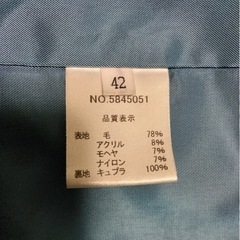 42
NO.5845051
品質表示
表地 毛 78%
アクリル 8%
モヘヤ 7%
ナイロン 7%
裏地 キュプラ 100%